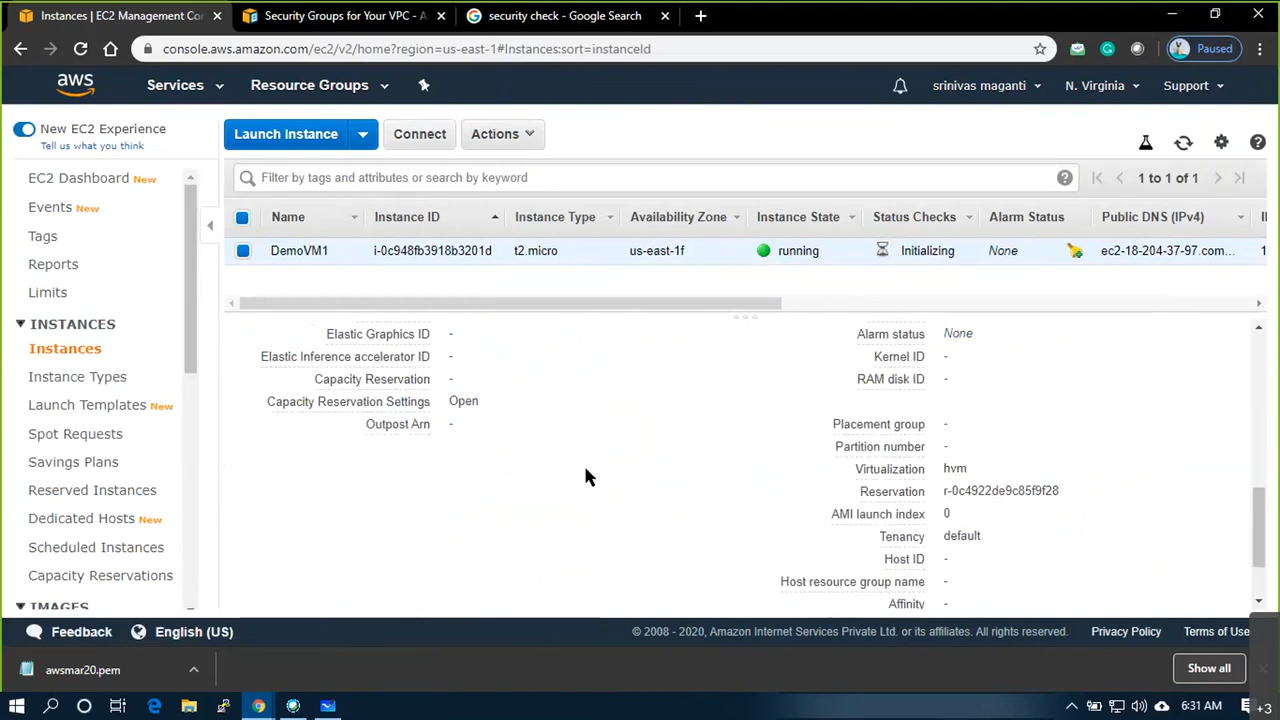 Instances | EC2 Management Con
Security Groups for Your VPC - A
security check - Google Search
console.aws.amazon.com/ec2/v2/home?region=us-east-1#Instances:sort=instanceId
Paused
aws
Services
Resource Groups
srinivas maganti
N. Virginia
Support
New EC2 Experience
Tell us what you think
Launch Instance
Connect
Actions
EC2 Dashboard New
Events New
Tags
Reports
Limits
INSTANCES
Instances
Instance Types
Launch Templates New
Spot Requests
Savings Plans
Reserved Instances
Dedicated Hosts New
Scheduled Instances
Capacity Reservations
IMAGES
Filter by tags and attributes or search by keyword
1 to 1 of 1
Name Instance ID Instance Type Availability Zone Instance State Status Checks Alarm Status Public DNS (IPv4)
DemoVM1 i-0c948fb3918b3201d t2.micro us-east-1f running Initializing None ec2-18-204-37-97.com...
Elastic Graphics ID -
Elastic Inference accelerator ID -
Capacity Reservation -
Capacity Reservation Settings Open
Outpost Arn -
Alarm status None
Kernel ID -
RAM disk ID -
Placement group -
Partition number -
Virtualization hvm
Reservation r-0c4922de9c85f9f28
AMI launch index 0
Tenancy default
Host ID -
Host resource group name -
Affinity -
Feedback
English (US)
© 2008 - 2020, Amazon Internet Services Private Ltd. or its affiliates. All rights reserved.
Privacy Policy
Terms of Use
awsmar20.pem
Show all
6:31 AM
+3